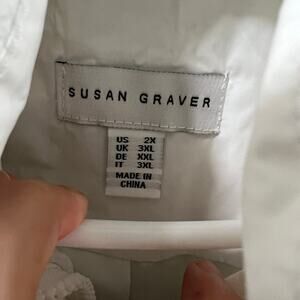 SUSAN GRAVER
US 2X
UK 3XL
DE XXL
IT 3XL
MADE IN
CHINA